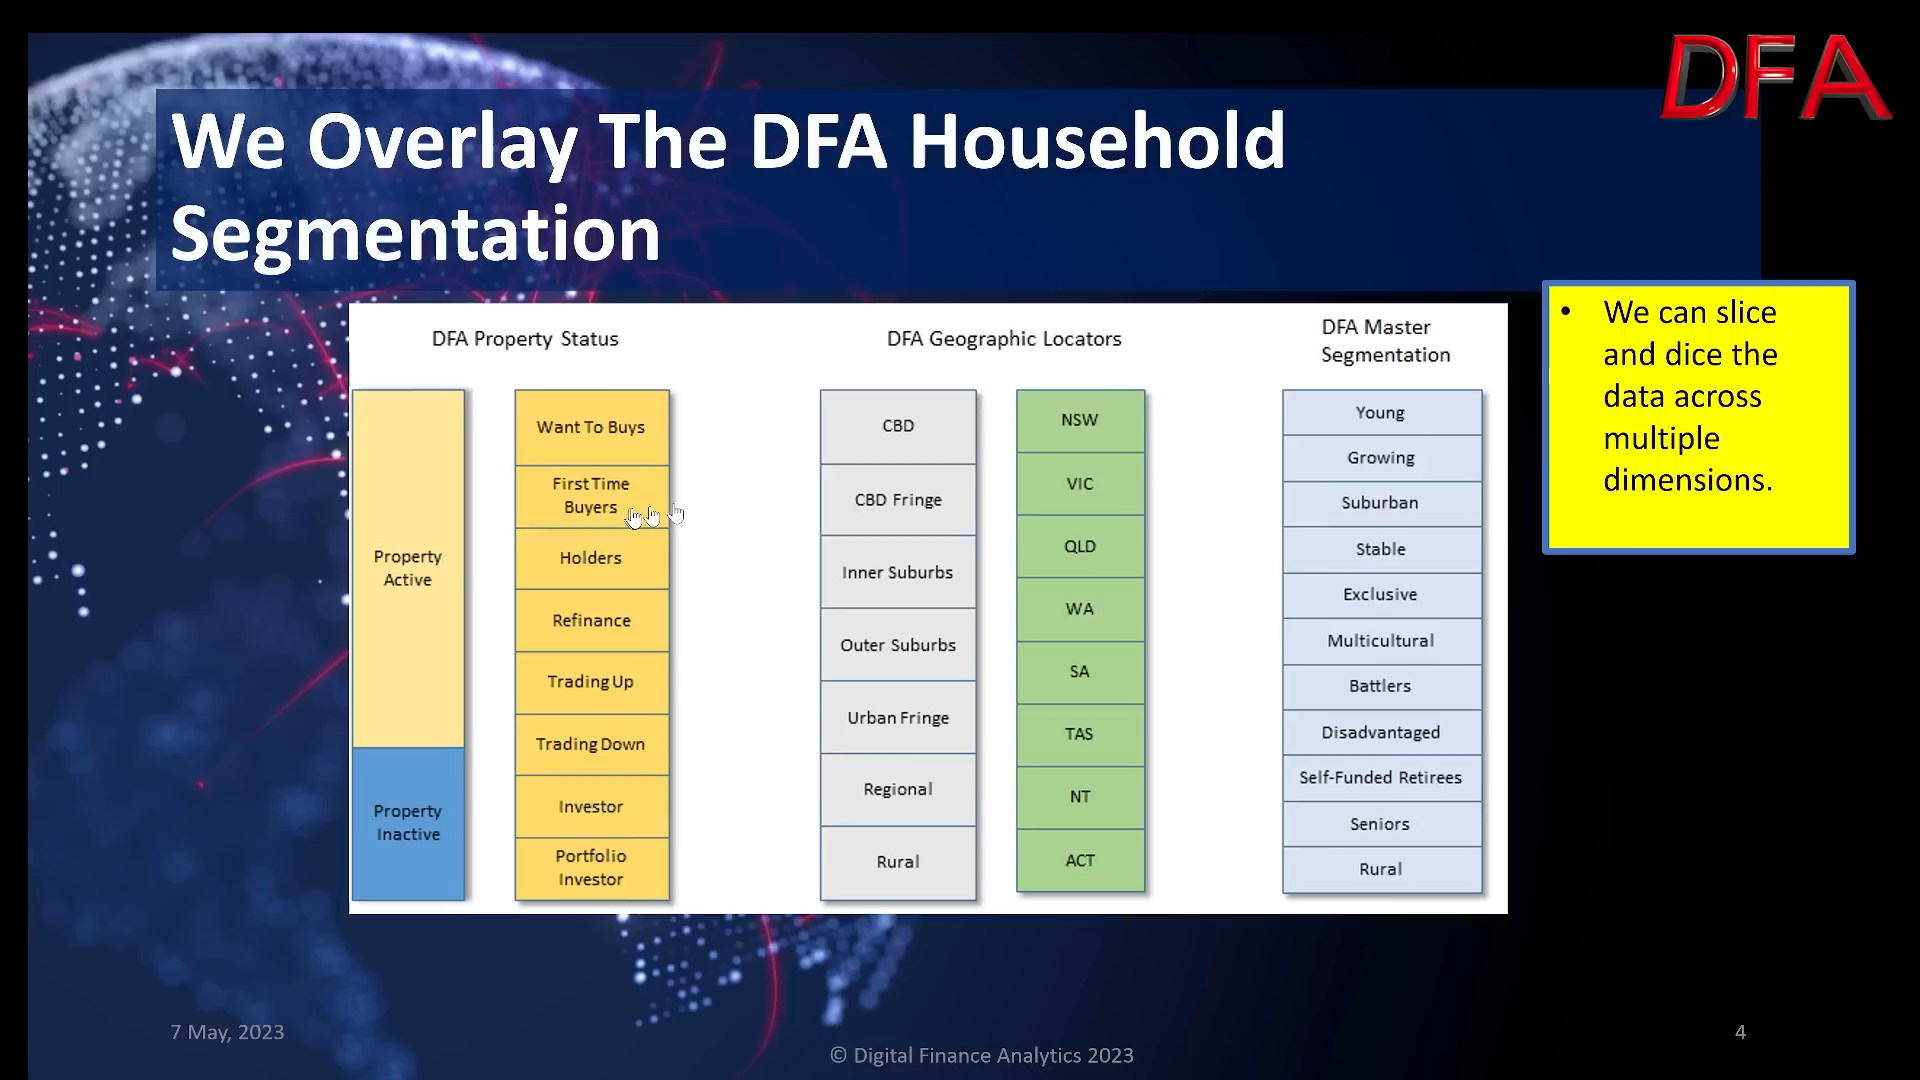 DFA
We Overlay The DFA Household
Segmentation
• We can slice
and dice the
data across
multiple
dimensions.
DFA Property Status
Property
Active
Property
Inactive
Want To Buys
First Time
Buyers
Holders
Refinance
Trading Up
Trading Down
Investor
Portfolio
Investor
DFA Geographic Locators
CBD
CBD Fringe
Inner Suburbs
Outer Suburbs
Urban Fringe
Regional
Rural
NSW
VIC
QLD
WA
SA
TAS
NT
ACT
DFA Master
Segmentation
Young
Growing
Suburban
Stable
Exclusive
Multicultural
Battlers
Disadvantaged
Self-Funded Retirees
Seniors
Rural
7 May, 2023
© Digital Finance Analytics 2023
4